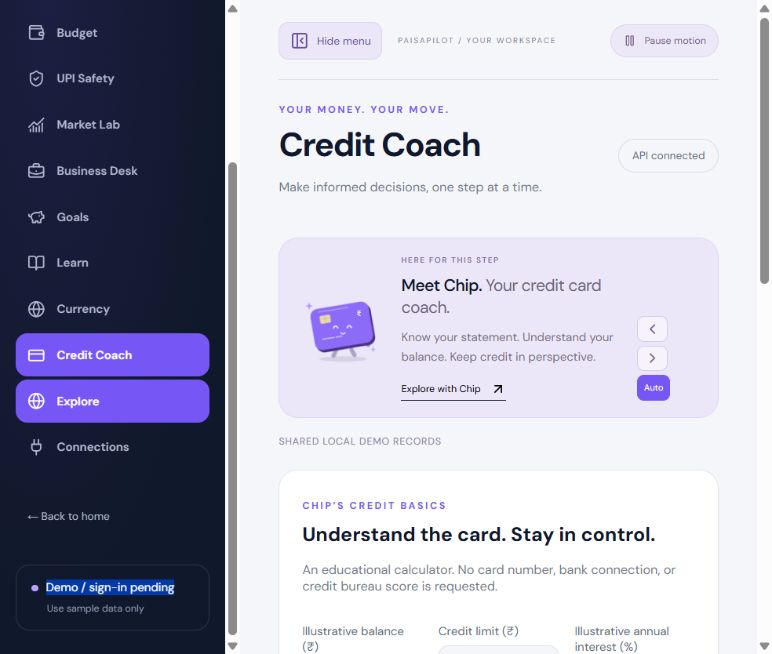 Budget
UPI Safety
Market Lab
Business Desk
Goals
Learn
Currency
Credit Coach
Explore
Connections
← Back to home
Demo / sign-in pending
Use sample data only
Hide menu
PAISAPILOT / YOUR WORKSPACE
Pause motion
YOUR MONEY. YOUR MOVE.
Credit Coach
API connected
Make informed decisions, one step at a time.
HERE FOR THIS STEP
Meet Chip. Your credit card
coach.
Know your statement. Understand your
balance. Keep credit in perspective.
Explore with Chip
Auto
SHARED LOCAL DEMO RECORDS
CHIP'S CREDIT BASICS
Understand the card. Stay in control.
An educational calculator. No card number, bank connection, or
credit bureau score is requested.
Illustrative balance
(₹)
Credit limit (₹)
Illustrative annual
interest (%)